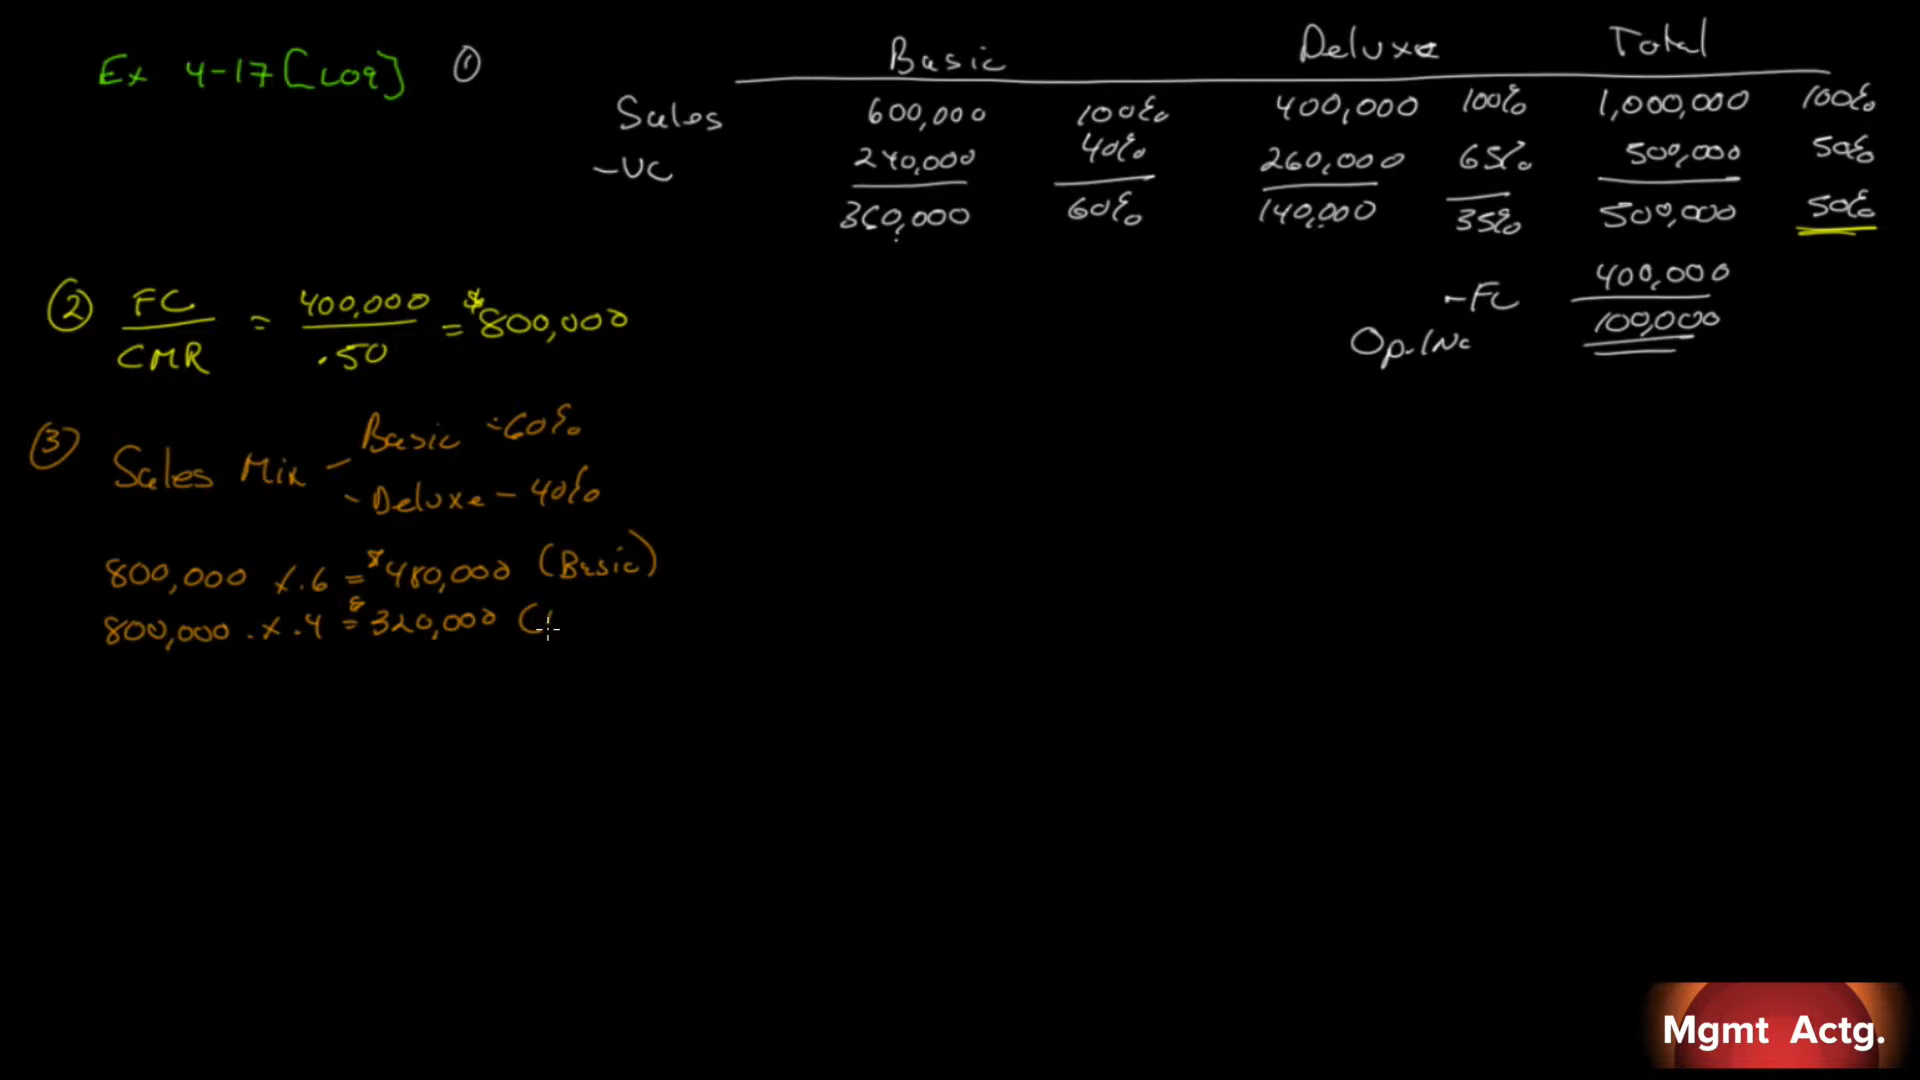 Ex 4-17 [LO9] ①
Basic Deluxe Total
Sales 600,000 100% 400,000 100% 1,000,000 100%
-VC 240,000 40% 260,000 65% 500,000 50%
360,000 60% 140,000 35% 500,000 50%
-FC 400,000
Op. Inc 100,000
② FC/CMR = 400,000/.50 = $800,000
③ Sales Mix - Basic - 60%
- Deluxe - 40%
800,000 x .6 = $480,000 (Basic)
800,000 . x .4 = $320,000 (
Mgmt Actg.